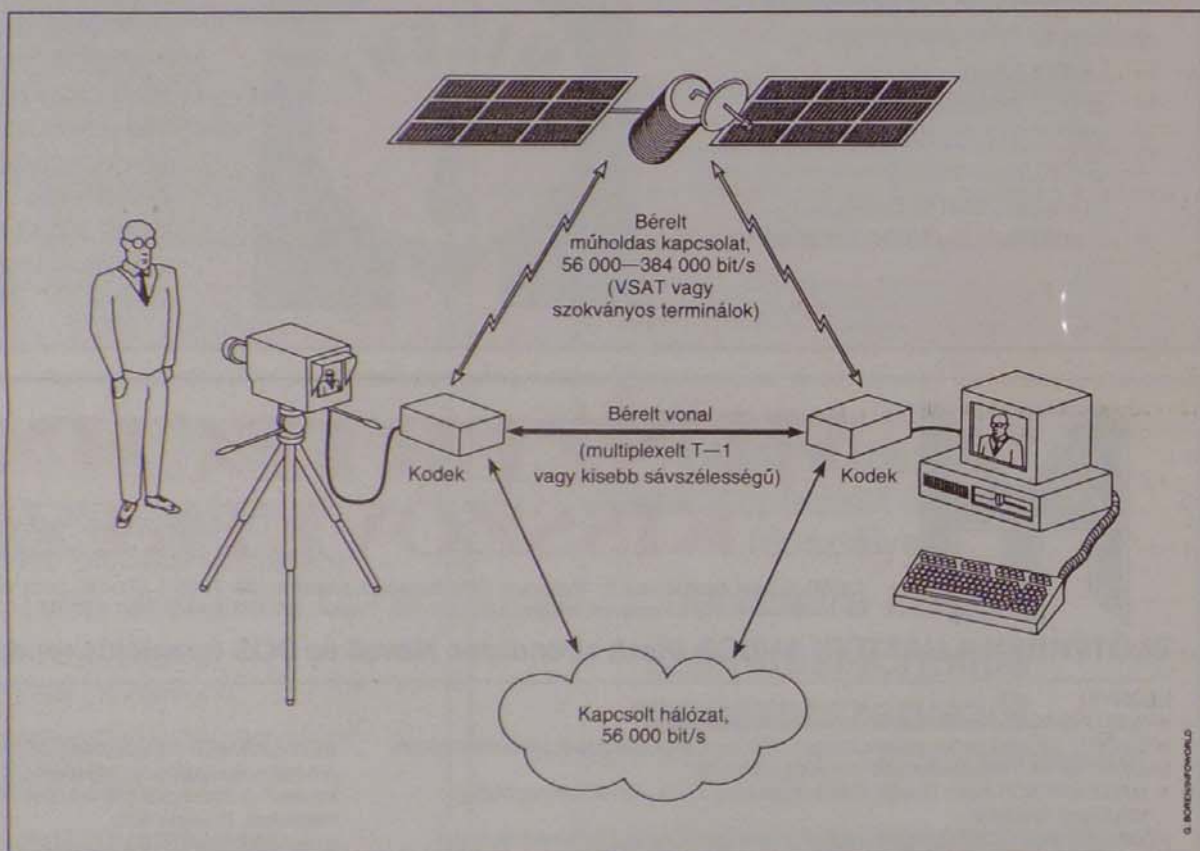 Bérelt
műholdas kapcsolat,
56 000—384 000 bit/s
(VSAT vagy
szokványos terminálok)
Bérelt vonal
(multiplexelt T—1
vagy kisebb sávszélességű)
Kodek
Kodek
Kapcsolt hálózat,
56 000 bit/s